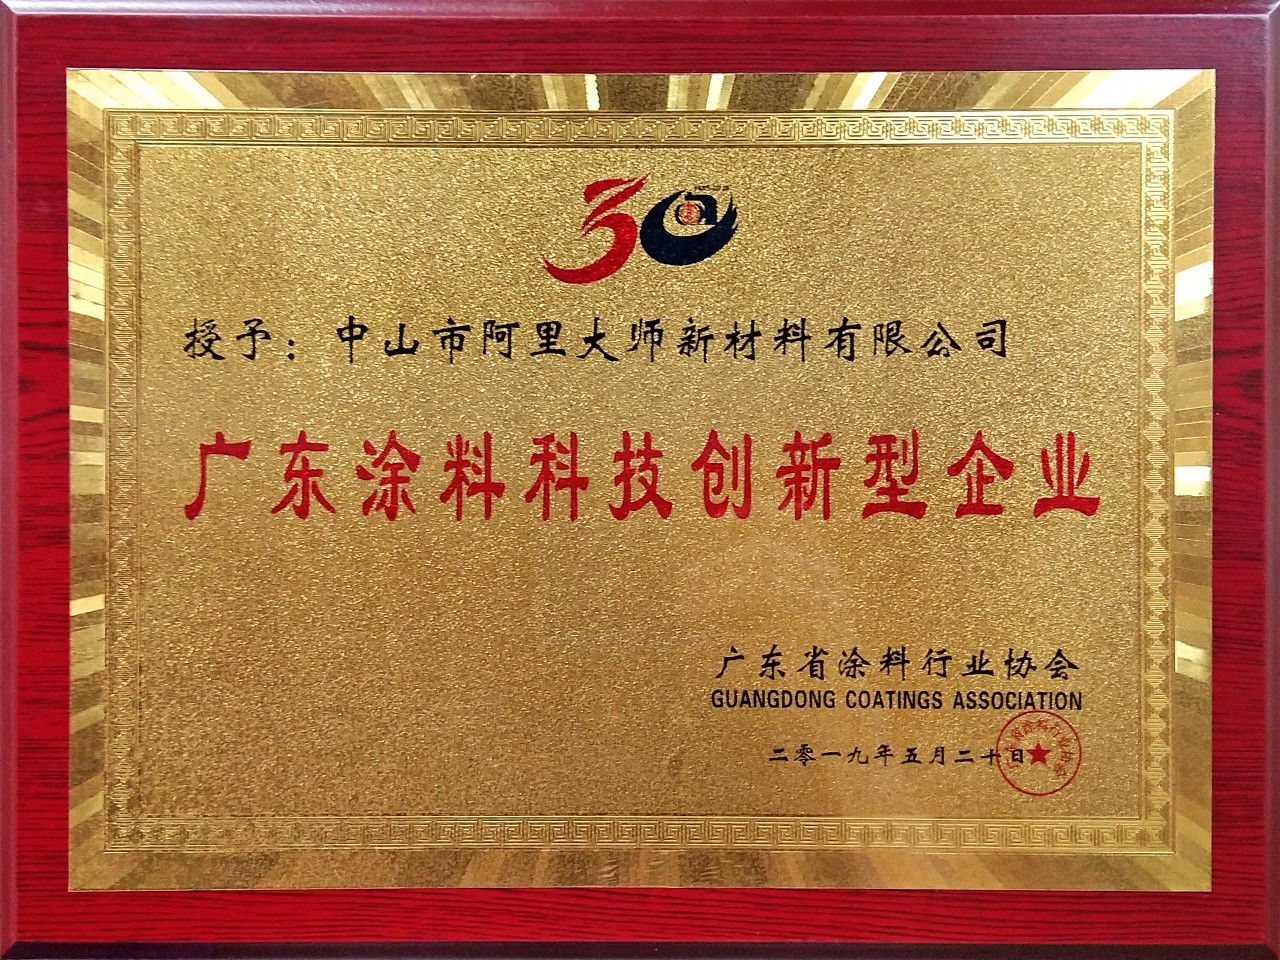 30
授予：中山市阿里大师新材料有限公司
广东涂料科技创新型企业
广东省涂料行业协会
GUANGDONG COATINGS ASSOCIATION
二零一九年五月二十日